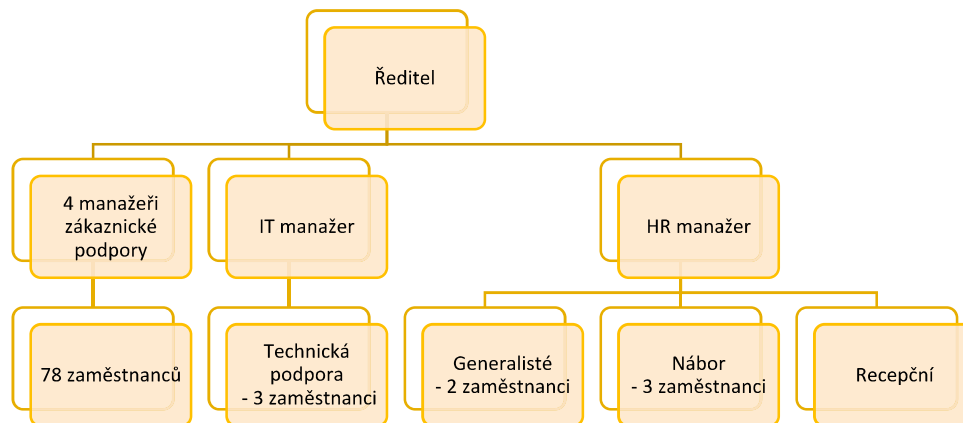 Ředitel
4 manažeři
zákaznické
podpory
IT manažer
HR manažer
78 zaměstnanců
Technická
podpora
- 3 zaměstnanci
Generalisté
- 2 zaměstnanci
Nábor
- 3 zaměstnanci
Recepční